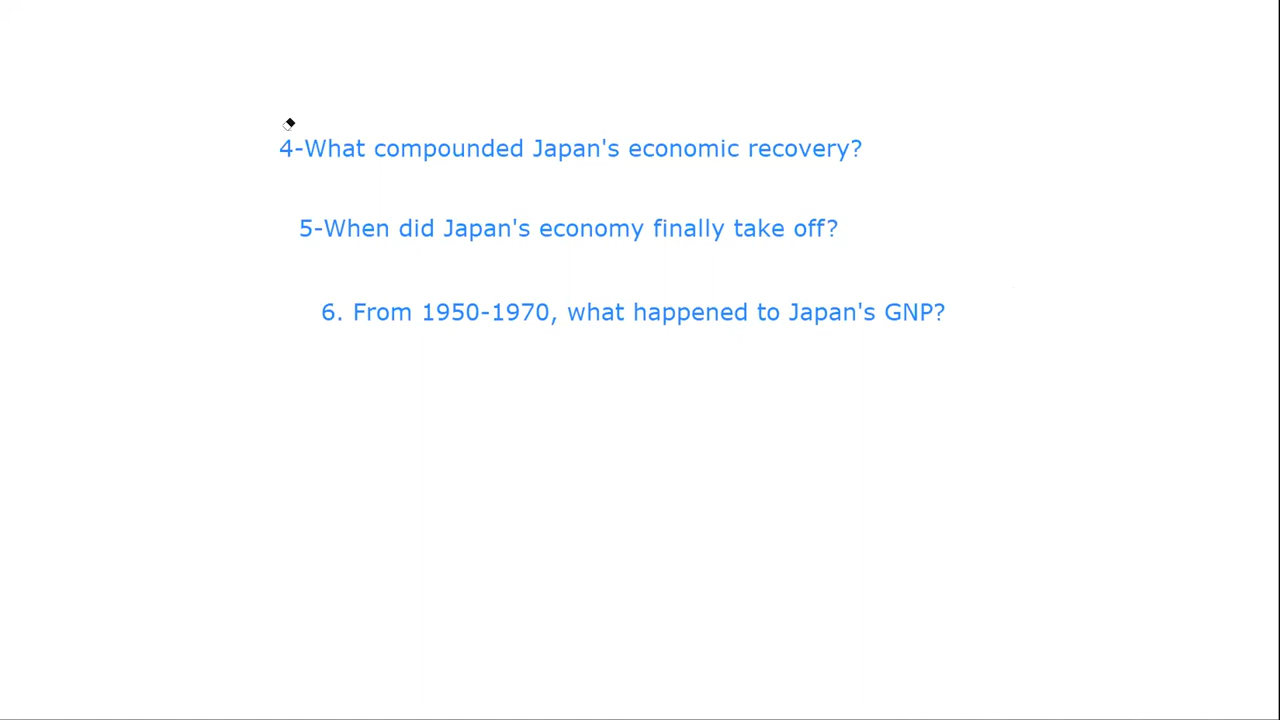 4-What compounded Japan's economic recovery?
5-When did Japan's economy finally take off?
6. From 1950-1970, what happened to Japan's GNP?